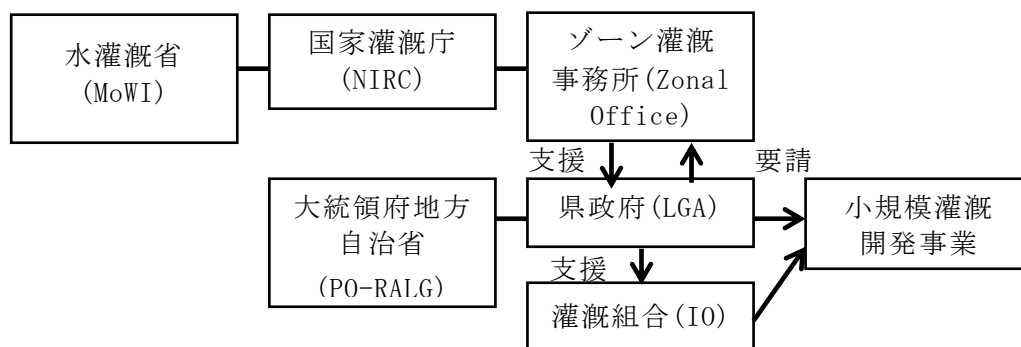 水灌漑省
(MoWI)
国家灌漑庁
(NIRC)
ゾーン灌漑
事務所(Zonal
Office)
支援
要請
大統領府地方
自治省
(PO-RALG)
県政府(LGA)
小規模灌漑
開発事業
支援
灌漑組合(IO)